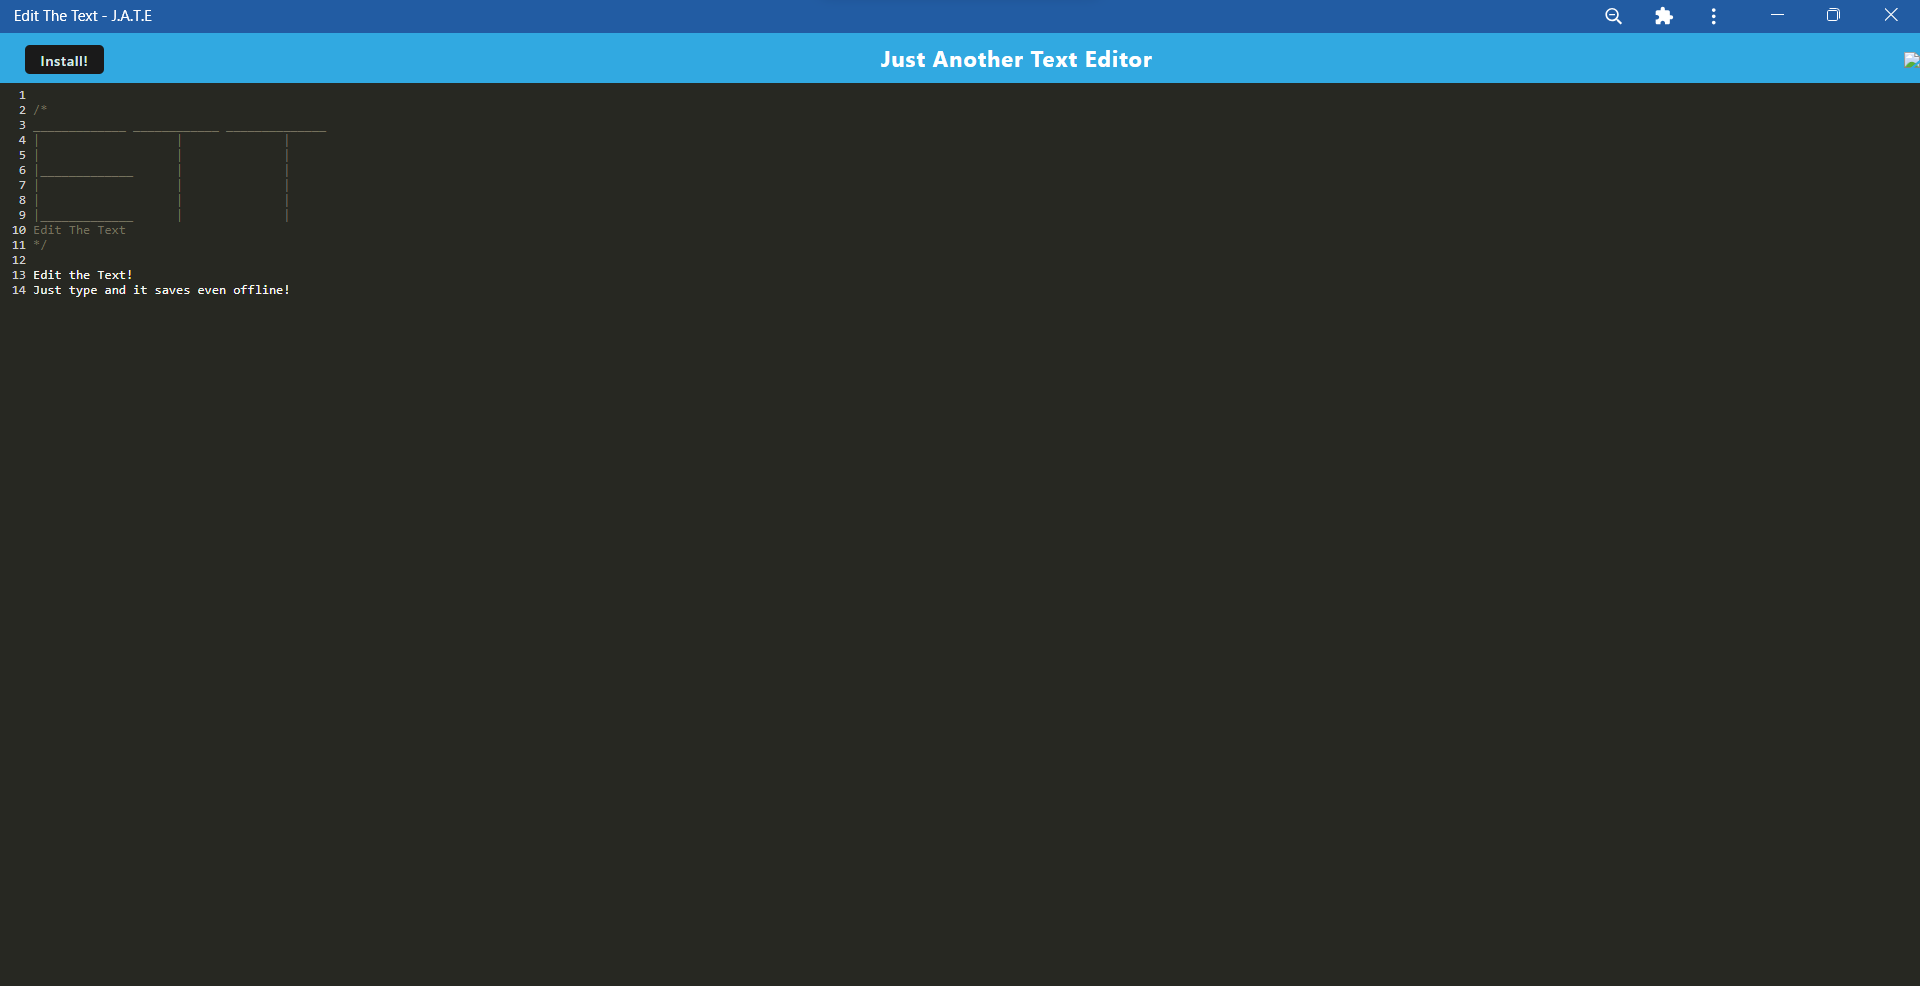 Edit The Text - J.A.T.E
Install!
Just Another Text Editor
1
2 /*
3 _____________ ____________ ______________
4 |                   |              |
5 |                   |              |
6 |_____________      |              |
7 |                   |              |
8 |                   |              |
9 |_____________      |              |
10 Edit The Text
11 */
12
13 Edit the Text!
14 Just type and it saves even offline!